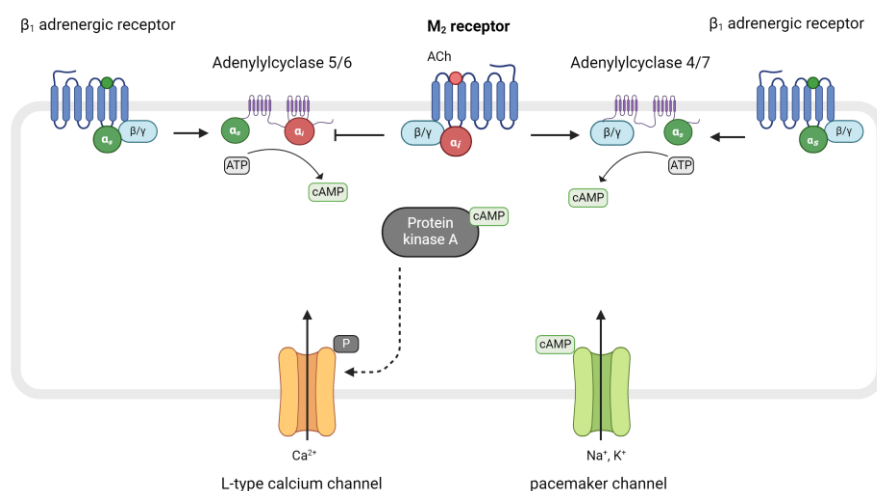 β₁ adrenergic receptor
M₂ receptor
β₁ adrenergic receptor
ACh
Adenylylcyclase 5/6
Adenylylcyclase 4/7
αₛ
β/γ
αₛ
αᵢ
β/γ
αᵢ
β/γ
αₛ
αₛ
β/γ
ATP
cAMP
ATP
cAMP
Protein
kinase A
cAMP
P
cAMP
Ca²⁺
Na⁺, K⁺
L-type calcium channel
pacemaker channel